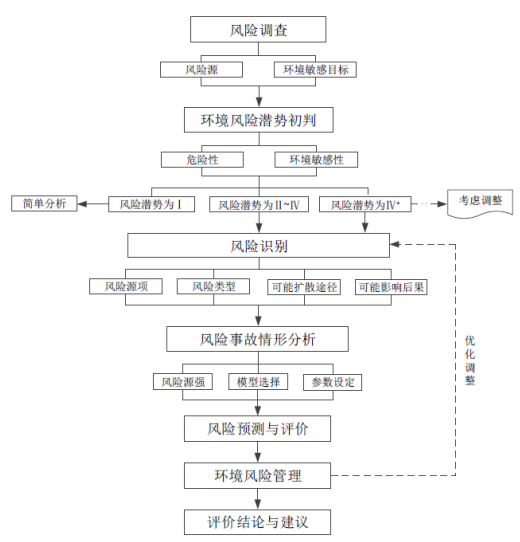 风险调查
风险源
环境敏感目标
环境风险潜势初判
危险性
环境敏感性
简单分析
风险潜势为Ⅰ
风险潜势为Ⅱ~Ⅳ
风险潜势为Ⅳ⁺
考虑调整
风险识别
风险源项
风险类型
可能扩散途径
可能影响后果
风险事故情形分析
优化调整
风险源强
模型选择
参数设定
风险预测与评价
环境风险管理
评价结论与建议